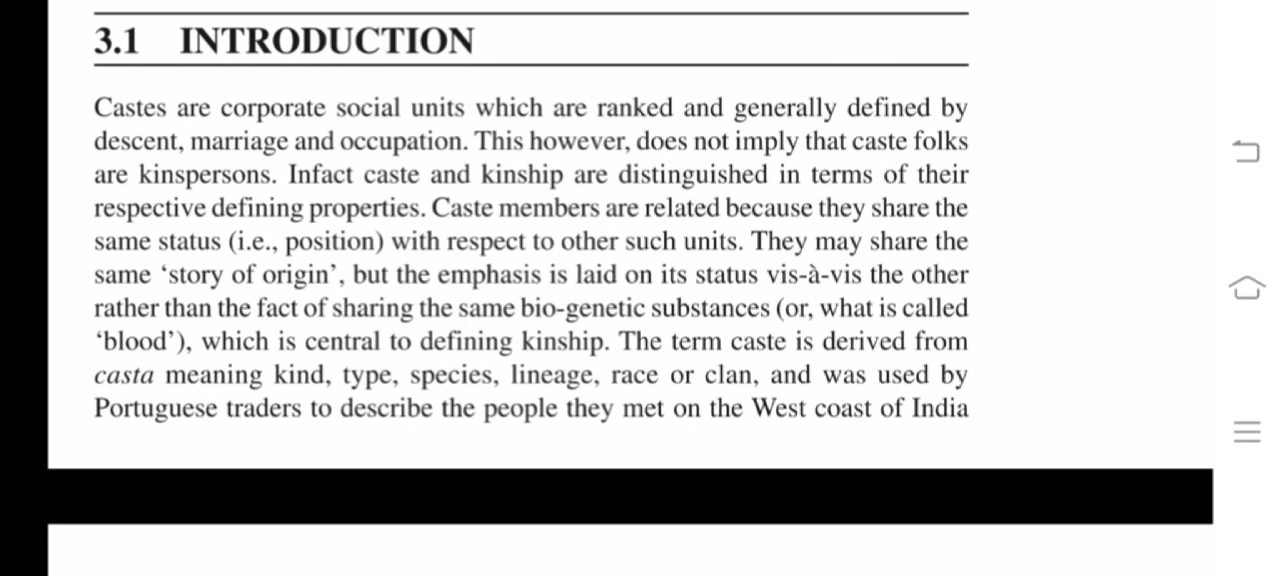 3.1 INTRODUCTION
Castes are corporate social units which are ranked and generally defined by
descent, marriage and occupation. This however, does not imply that caste folks
are kinspersons. Infact caste and kinship are distinguished in terms of their
respective defining properties. Caste members are related because they share the
same status (i.e., position) with respect to other such units. They may share the
same ‘story of origin’, but the emphasis is laid on its status vis-à-vis the other
rather than the fact of sharing the same bio-genetic substances (or, what is called
‘blood’), which is central to defining kinship. The term caste is derived from
casta meaning kind, type, species, lineage, race or clan, and was used by
Portuguese traders to describe the people they met on the West coast of India